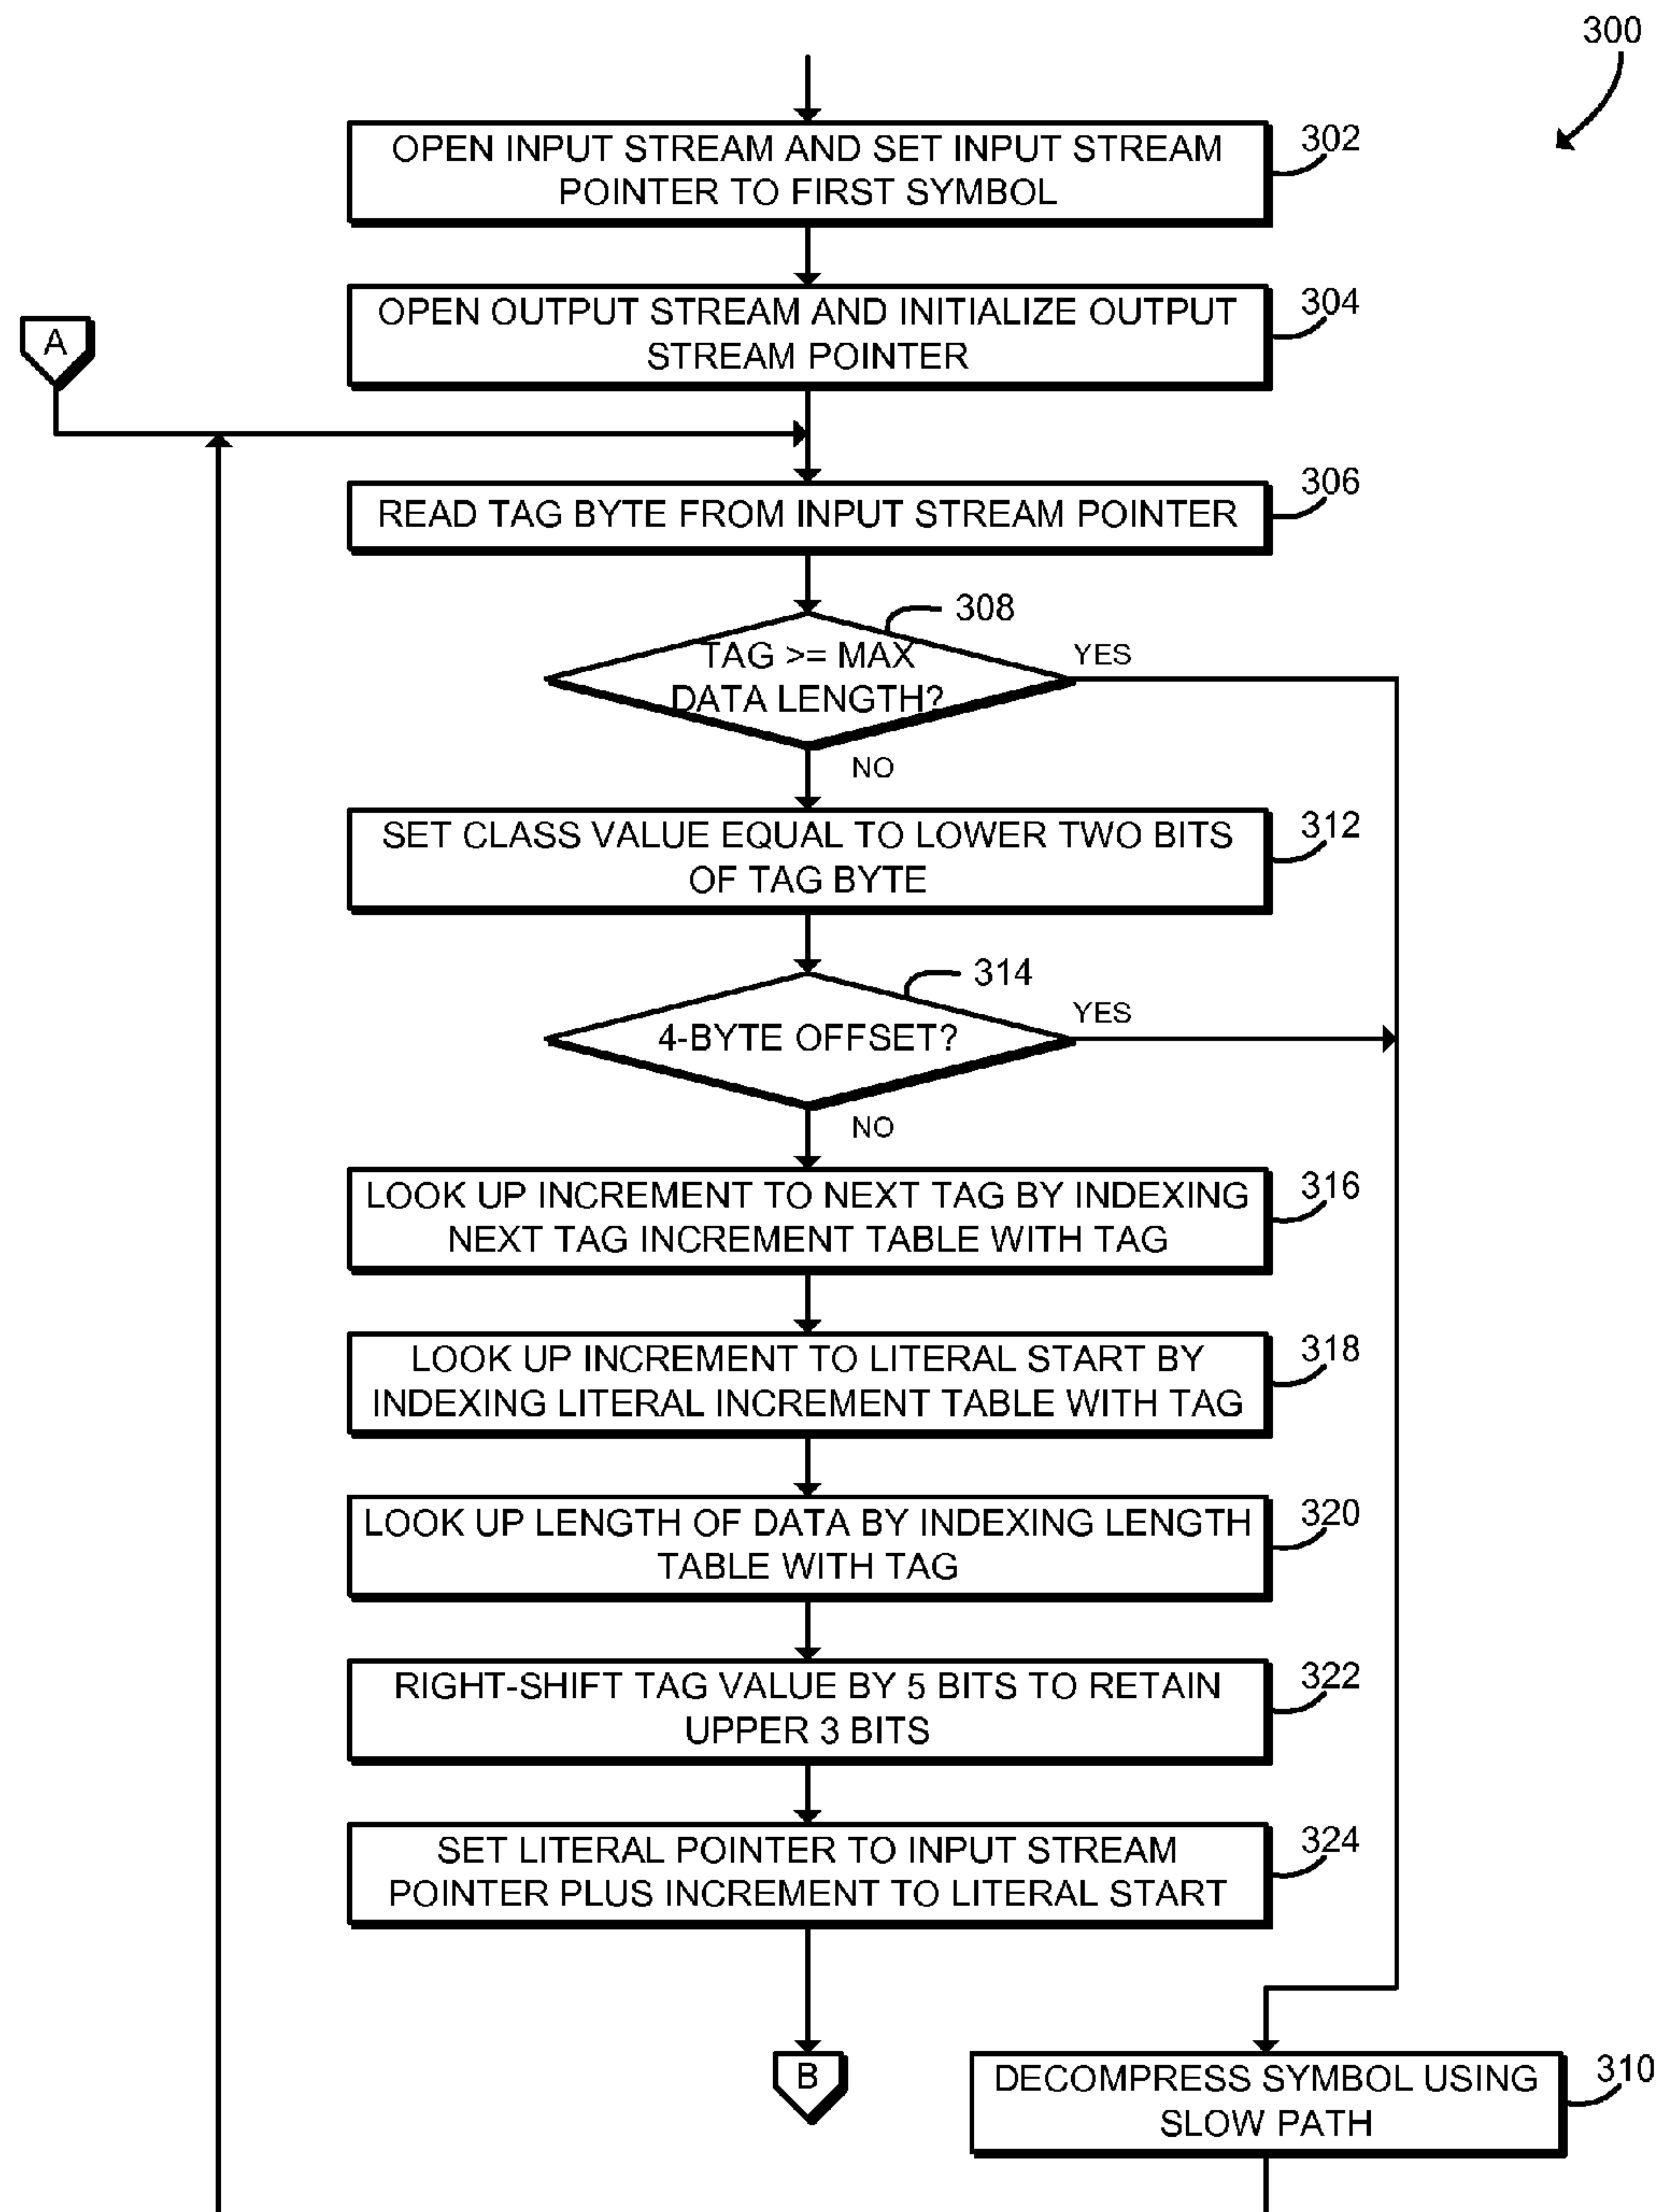 300
OPEN INPUT STREAM AND SET INPUT STREAM
POINTER TO FIRST SYMBOL
302
OPEN OUTPUT STREAM AND INITIALIZE OUTPUT
STREAM POINTER
304
A
READ TAG BYTE FROM INPUT STREAM POINTER
306
308
TAG >= MAX
DATA LENGTH?
YES
NO
SET CLASS VALUE EQUAL TO LOWER TWO BITS
OF TAG BYTE
312
314
4-BYTE OFFSET?
YES
NO
LOOK UP INCREMENT TO NEXT TAG BY INDEXING
NEXT TAG INCREMENT TABLE WITH TAG
316
LOOK UP INCREMENT TO LITERAL START BY
INDEXING LITERAL INCREMENT TABLE WITH TAG
318
LOOK UP LENGTH OF DATA BY INDEXING LENGTH
TABLE WITH TAG
320
RIGHT-SHIFT TAG VALUE BY 5 BITS TO RETAIN
UPPER 3 BITS
322
SET LITERAL POINTER TO INPUT STREAM
POINTER PLUS INCREMENT TO LITERAL START
324
B
DECOMPRESS SYMBOL USING
SLOW PATH
310